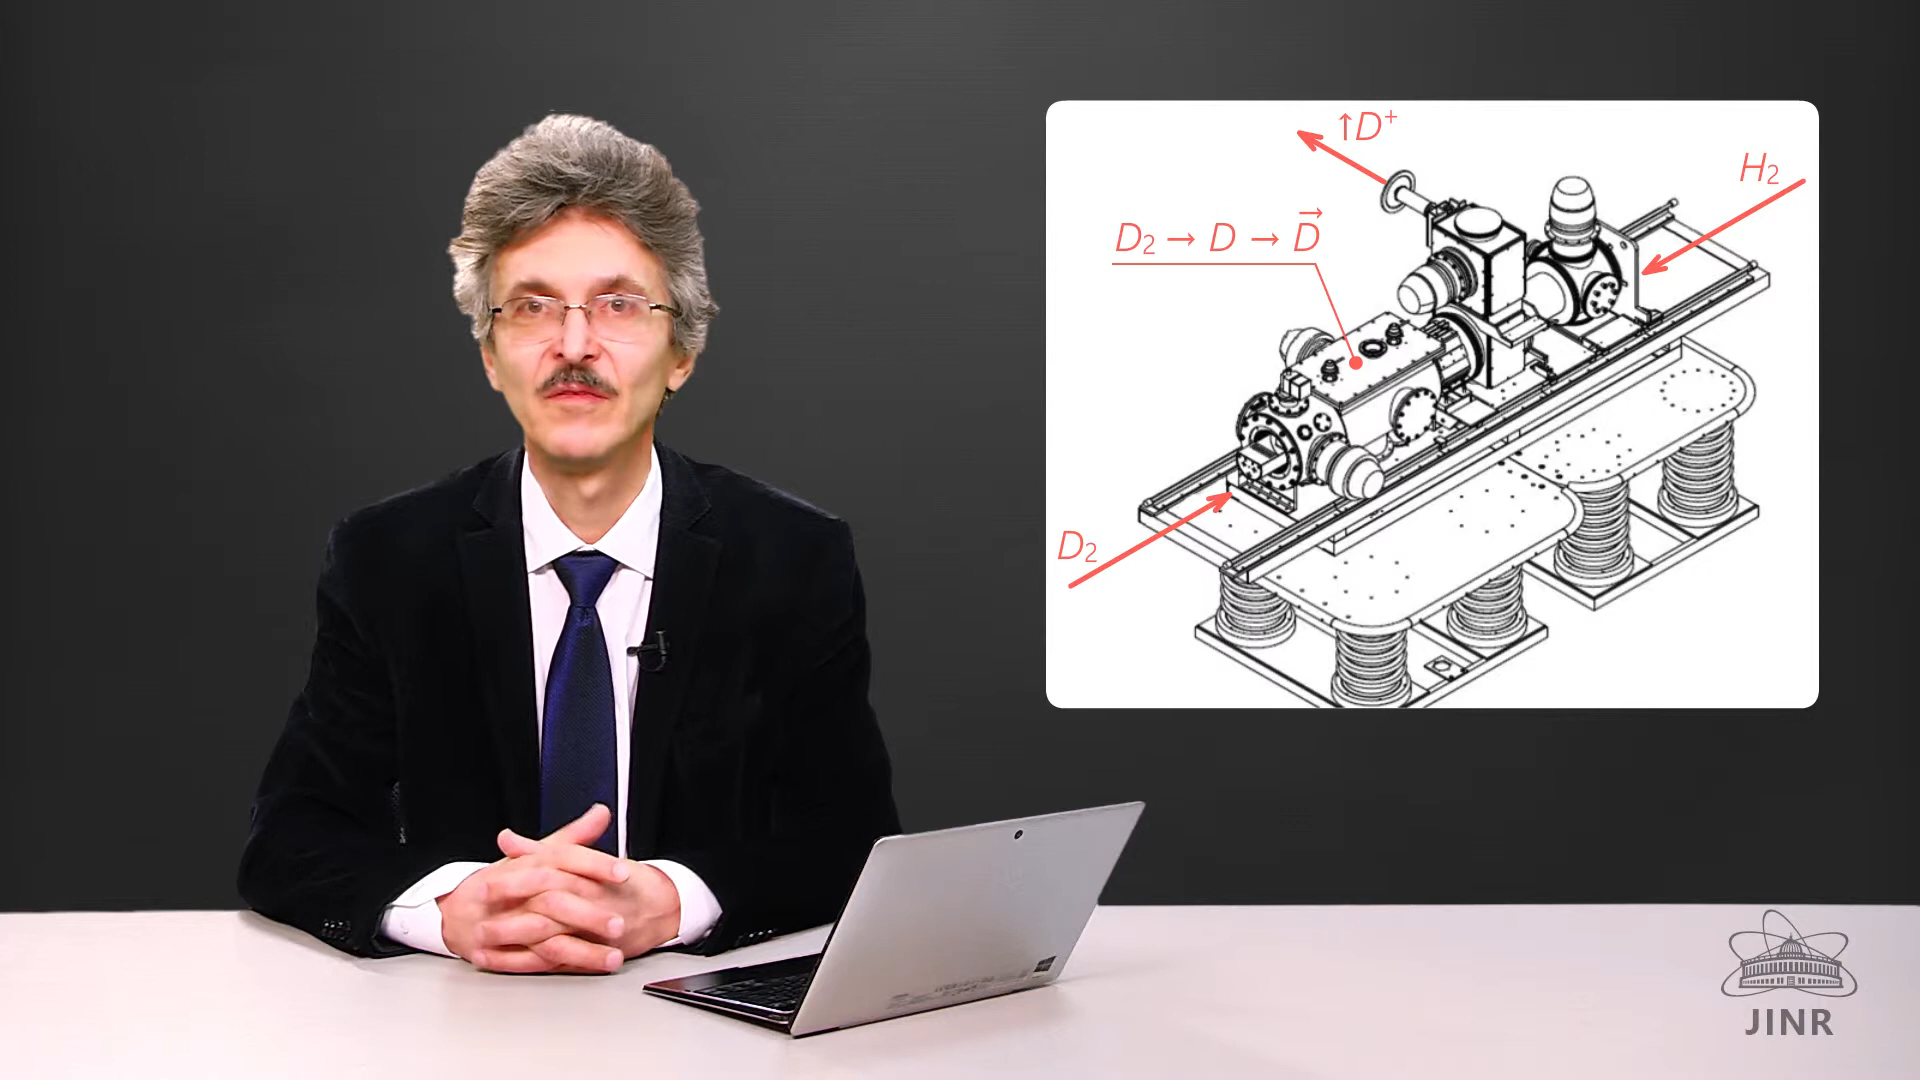 ↑D⁺
H₂
D₂ → D → D⃗
D₂
JINR